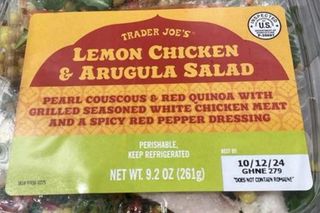 TRADER JOE'S
LEMON CHICKEN
& ARUGULA SALAD
PEARL COUSCOUS & RED QUINOA WITH
GRILLED SEASONED WHITE CHICKEN MEAT
AND A SPICY RED PEPPER DRESSING
PERISHABLE,
KEEP REFRIGERATED
NET WT. 9.2 OZ (261g)
BEST BY
10/12/24
GHNE 279
"DOES NOT CONTAIN ROMAINE"
U.S.